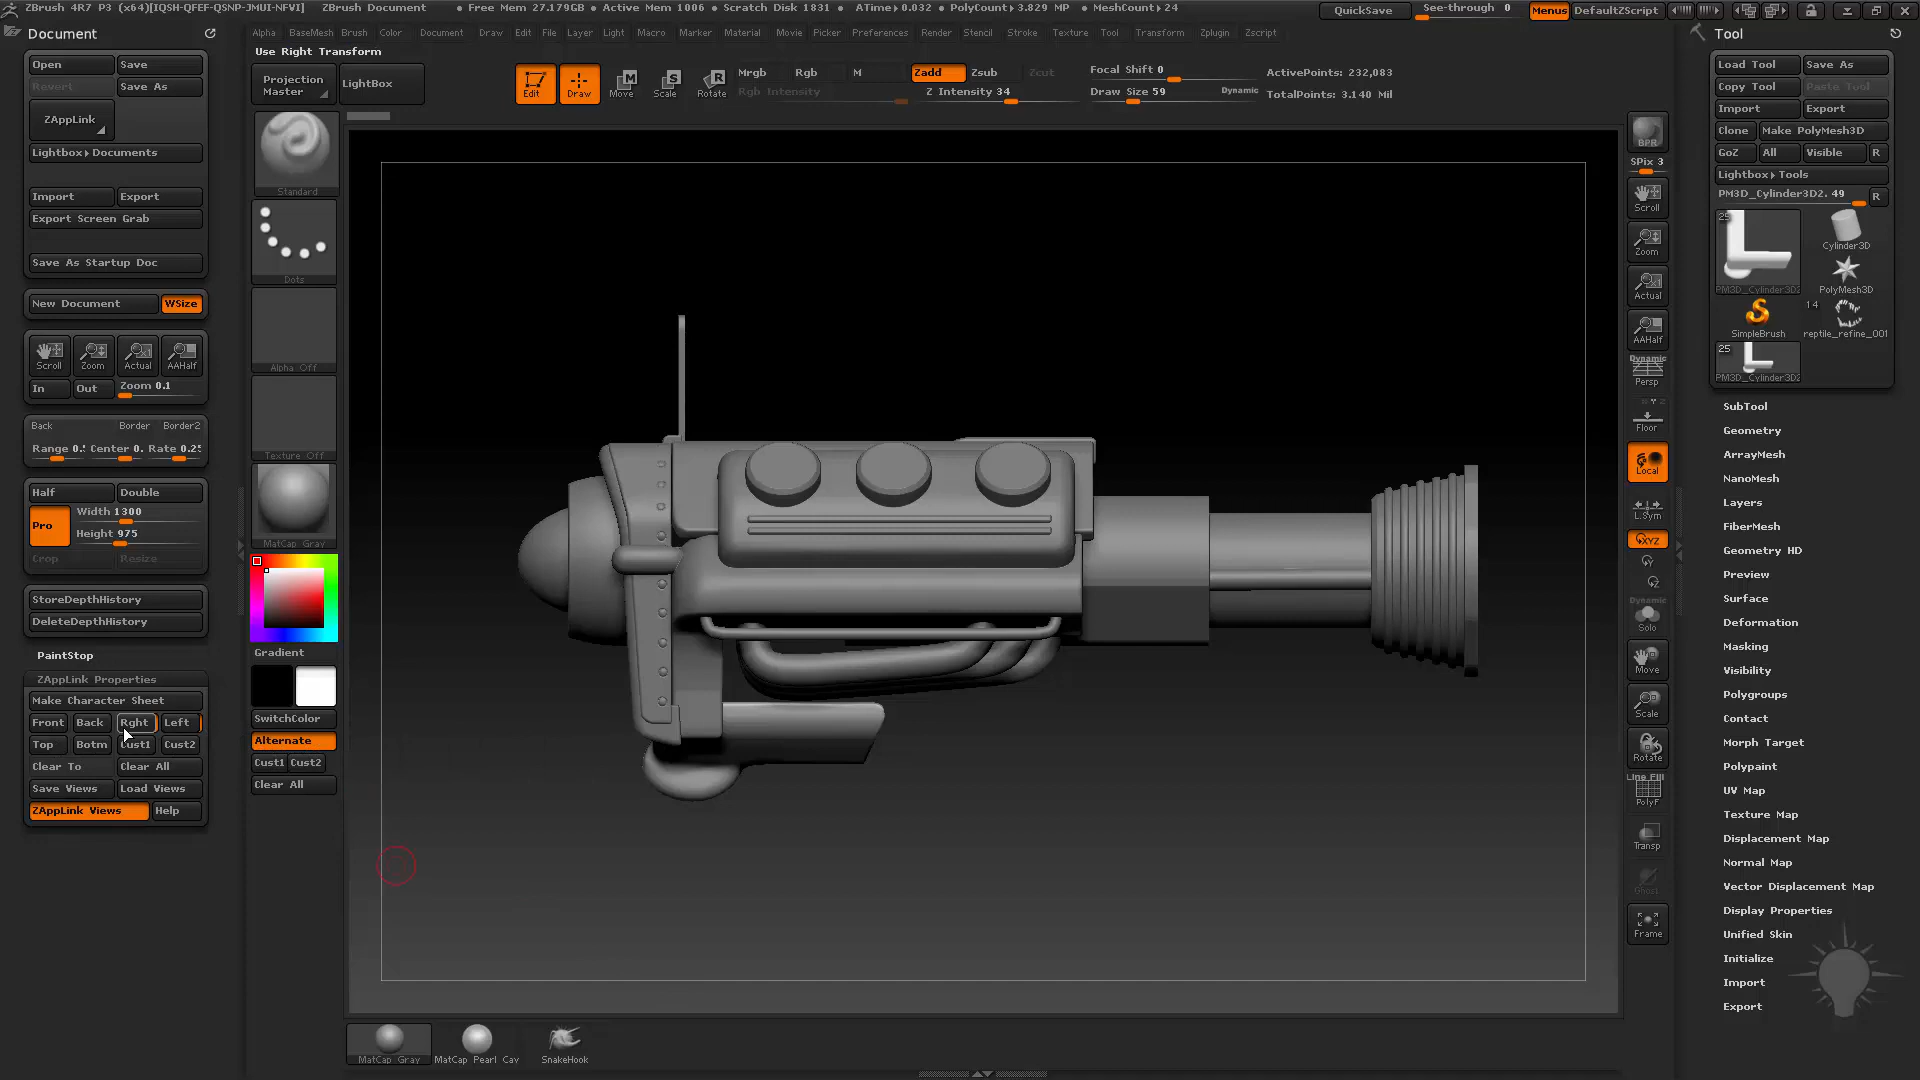 ZBrush 4R7 P3 (x64)[IQSH-QFEF-QSNP-JMUI-NFVI] ZBrush Document • Free Mem 27.179GB • Active Mem 1006 • Scratch Disk 1831 • ATime▸0.032 • PolyCount▸3.829 MP • MeshCount▸24 QuickSave See-through 0 Menus DefaultZScript
Document
Alpha BaseMesh Brush Color Document Draw Edit File Layer Light Macro Marker Material Movie Picker Preferences Render Stencil Stroke Texture Tool Transform Zplugin Zscript
Tool
Use Right Transform
Open Save
Revert Save As
ZAppLink
Lightbox▸Documents
Import Export
Export Screen Grab
Save As Startup Doc
New Document WSize
Scroll Zoom Actual AAHalf
In Out Zoom 0.1
Back Border Border2
Range 0. Center 0. Rate 0.25
Half Double
Pro Width 1300
Height 975
Crop Resize
StoreDepthHistory
DeleteDepthHistory
PaintStop
ZAppLink Properties
Make Character Sheet
Front Back Rght Left
Top Botm Cust1 Cust2
Clear To Clear All
Save Views Load Views
ZAppLink Views Help
Projection Master
LightBox
Edit Draw Move Scale Rotate
Mrgb Rgb M
Rgb Intensity
Zadd Zsub Zcut
Z Intensity 34
Focal Shift 0
Draw Size 59 Dynamic
ActivePoints: 232,083
TotalPoints: 3.140 Mil
Standard
Dots
Alpha Off
Texture Off
MatCap Gray
Gradient
SwitchColor
Alternate
Cust1 Cust2
Clear All
MatCap Gray MatCap Pearl Cav SnakeHook
BPR
SPix 3
Scroll
Zoom
Actual
AAHalf
Dynamic
Persp
Floor
Local
L.Sym
XYZ
Y
Z
Dynamic
Solo
Move
Scale
Rotate
Line Fill
PolyF
Transp
Ghost
Frame
Load Tool Save As
Copy Tool Paste Tool
Import Export
Clone Make PolyMesh3D
GoZ All Visible R
Lightbox▸Tools
PM3D_Cylinder3D2. 49 R
25
Cylinder3D
PM3D_Cylinder3D2 PolyMesh3D
14
SimpleBrush reptile_refine_001
25
PM3D_Cylinder3D2
SubTool
Geometry
ArrayMesh
NanoMesh
Layers
FiberMesh
Geometry HD
Preview
Surface
Deformation
Masking
Visibility
Polygroups
Contact
Morph Target
Polypaint
UV Map
Texture Map
Displacement Map
Normal Map
Vector Displacement Map
Display Properties
Unified Skin
Initialize
Import
Export